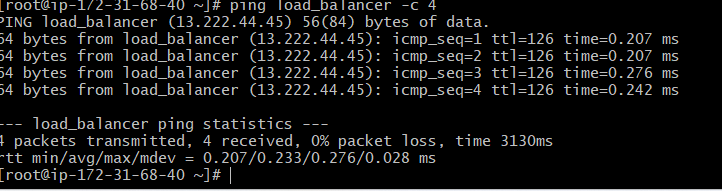 [root@ip-172-31-68-40 ~]# ping load_balancer -c 4
PING load_balancer (13.222.44.45) 56(84) bytes of data.
64 bytes from load_balancer (13.222.44.45): icmp_seq=1 ttl=126 time=0.207 ms
64 bytes from load_balancer (13.222.44.45): icmp_seq=2 ttl=126 time=0.207 ms
64 bytes from load_balancer (13.222.44.45): icmp_seq=3 ttl=126 time=0.276 ms
64 bytes from load_balancer (13.222.44.45): icmp_seq=4 ttl=126 time=0.242 ms
--- load_balancer ping statistics ---
4 packets transmitted, 4 received, 0% packet loss, time 3130ms
rtt min/avg/max/mdev = 0.207/0.233/0.276/0.028 ms
[root@ip-172-31-68-40 ~]#